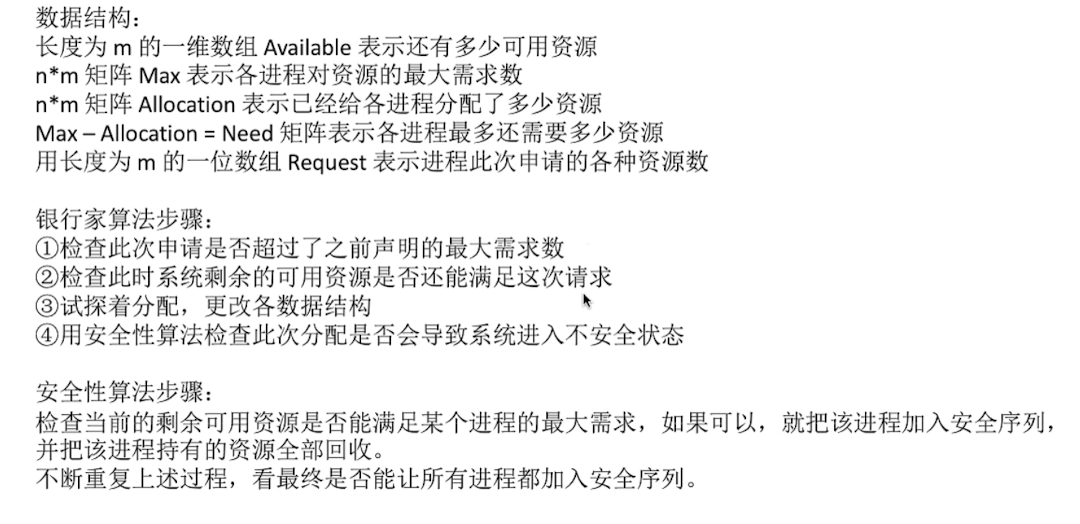 数据结构：
长度为 m 的一维数组 Available 表示还有多少可用资源
n*m 矩阵 Max 表示各进程对资源的最大需求数
n*m 矩阵 Allocation 表示已经给各进程分配了多少资源
Max – Allocation = Need 矩阵表示各进程最多还需要多少资源
用长度为 m 的一位数组 Request 表示进程此次申请的各种资源数
银行家算法步骤：
①检查此次申请是否超过了之前声明的最大需求数
②检查此时系统剩余的可用资源是否还能满足这次请求
③试探着分配，更改各数据结构
④用安全性算法检查此次分配是否会导致系统进入不安全状态
安全性算法步骤：
检查当前的剩余可用资源是否能满足某个进程的最大需求，如果可以，就把该进程加入安全序列，
并把该进程持有的资源全部回收。
不断重复上述过程，看最终是否能让所有进程都加入安全序列。